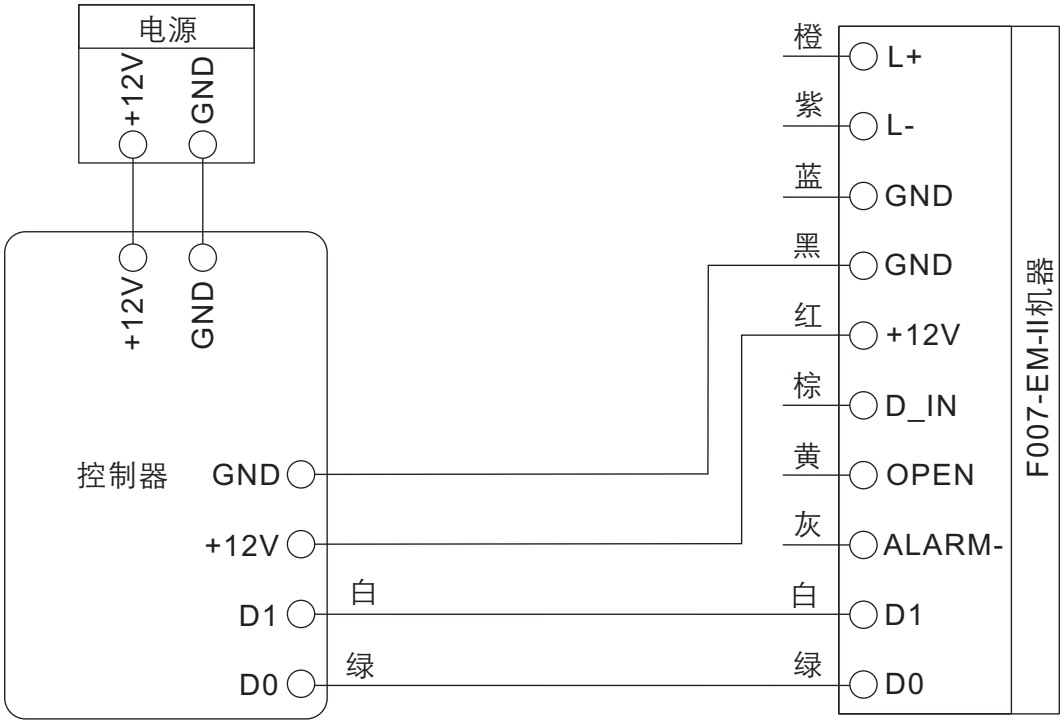 电源
+12V
GND
+12V
GND
控制器
GND
+12V
D1
D0
白
绿
橙
L+
紫
L-
蓝
GND
黑
GND
红
+12V
棕
D_IN
黄
OPEN
灰
ALARM-
白
D1
绿
D0
F007-EM-II机器